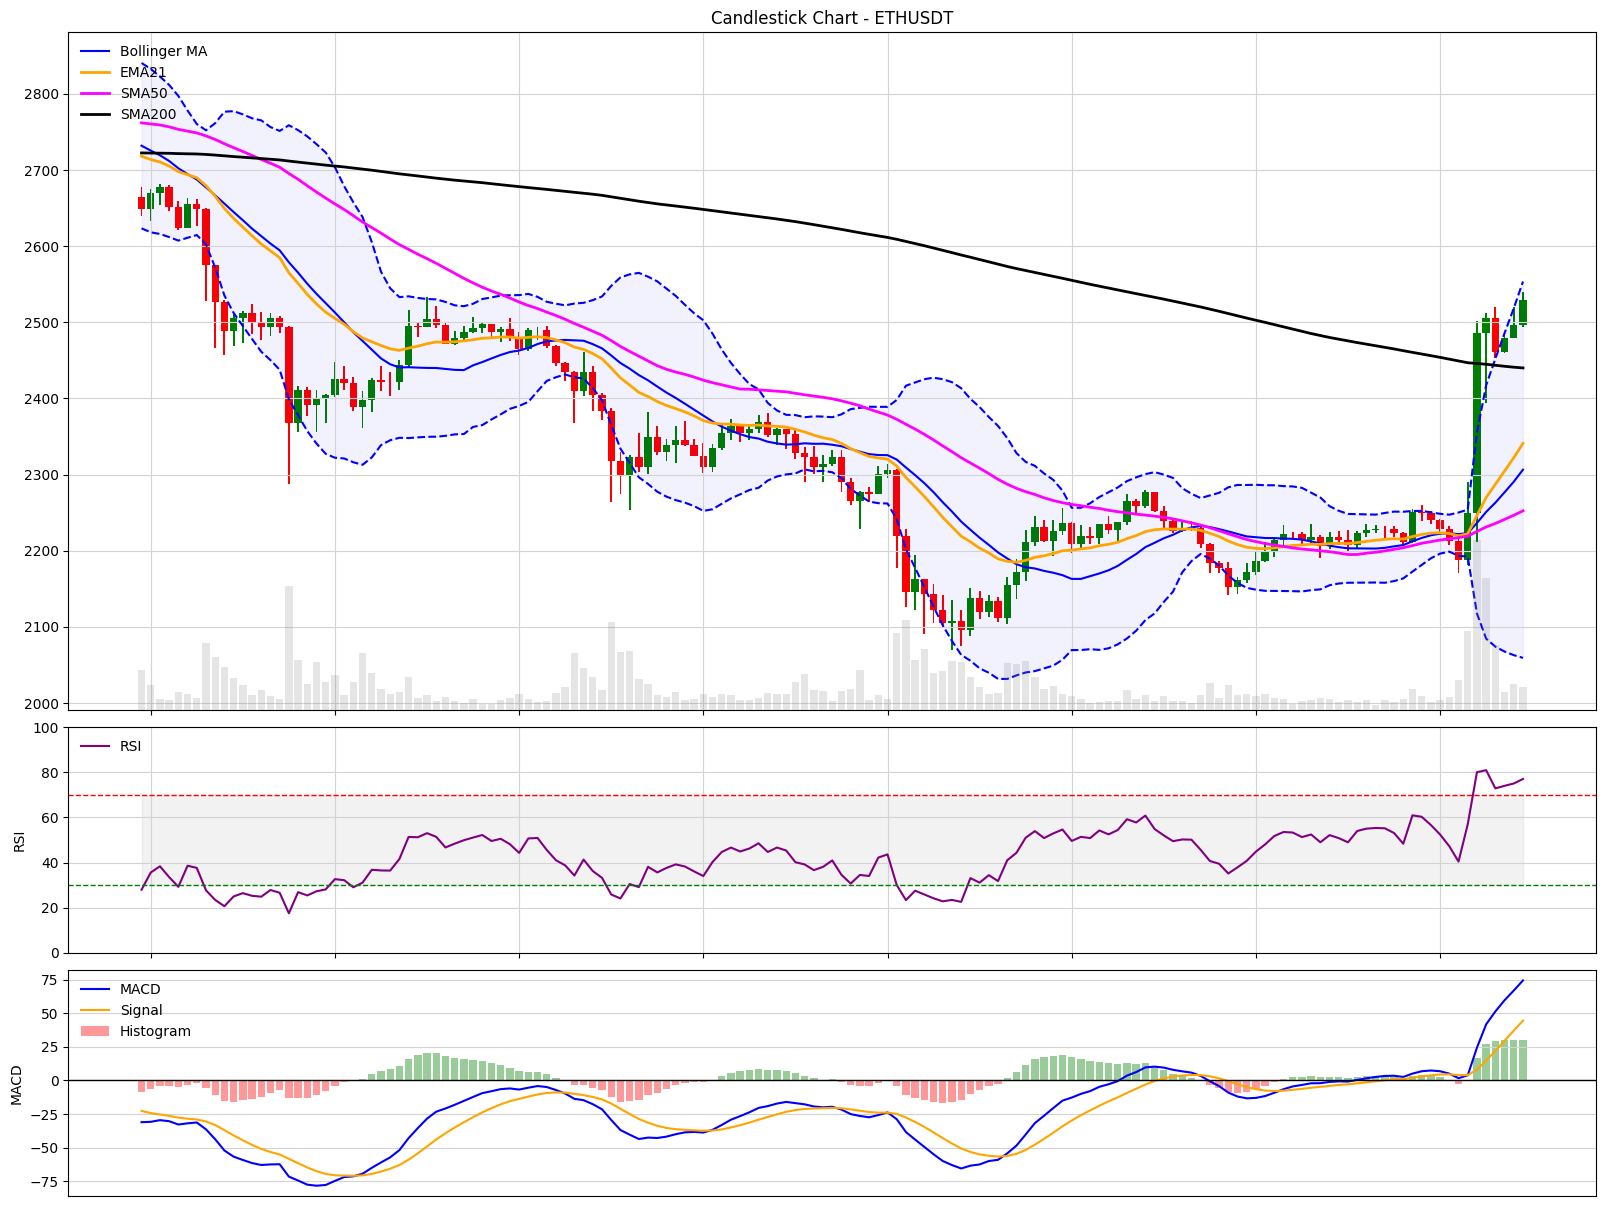 Candlestick Chart - ETHUSDT
Bollinger MA
EMA21
SMA50
SMA200
2800
2700
2600
2500
2400
2300
2200
2100
2000
RSI
100
80
60
40
20
0
RSI
MACD
Signal
Histogram
75
50
25
0
−25
−50
−75
MACD